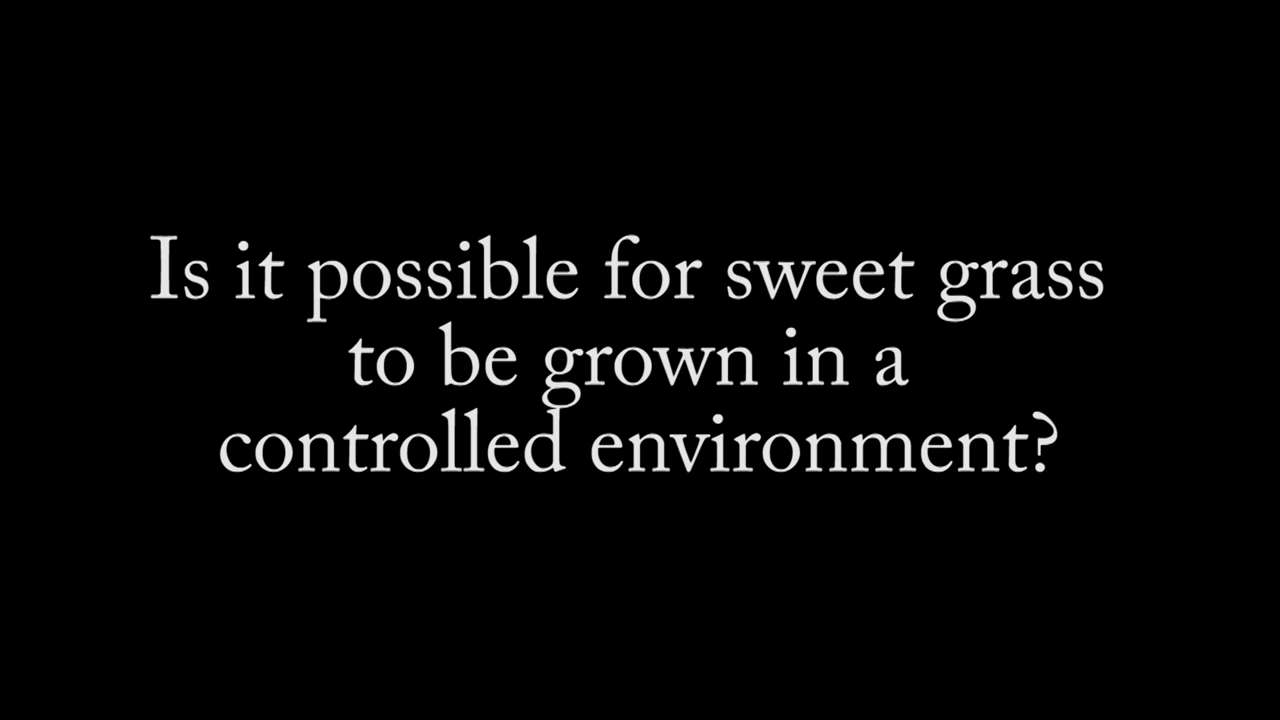 Is it possible for sweet grass
to be grown in a
controlled environment?